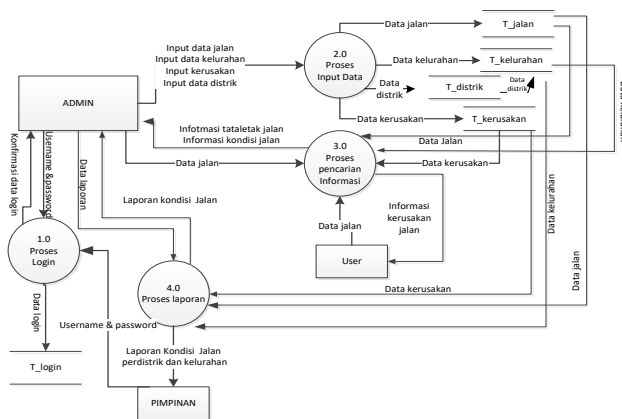 Data jalan
T_jalan
Input data jalan
Input data kelurahan
Input kerusakan
Input data distrik
2.0
Proses
Input Data
Data kelurahan
T_kelurahan
Data
distrik
T_distrik
Data
distrik
ADMIN
Data kerusakan
T_kerusakan
Infotmasi tataletak jalan
Informasi kondisi jalan
3.0
Proses
pencarian
Informasi
Data Jalan
Data jalan
Data kerusakan
Konfirmasi data login
Username & password
Data laporan
Laporan kondisi Jalan
Data jalan
Informasi
kerusakan
jalan
Data kelurahan
Data jalan
1.0
Proses
Login
User
4.0
Proses laporan
Data kerusakan
Data login
Username & password
T_login
Laporan Kondisi Jalan
perdistrik dan kelurahan
PIMPINAN